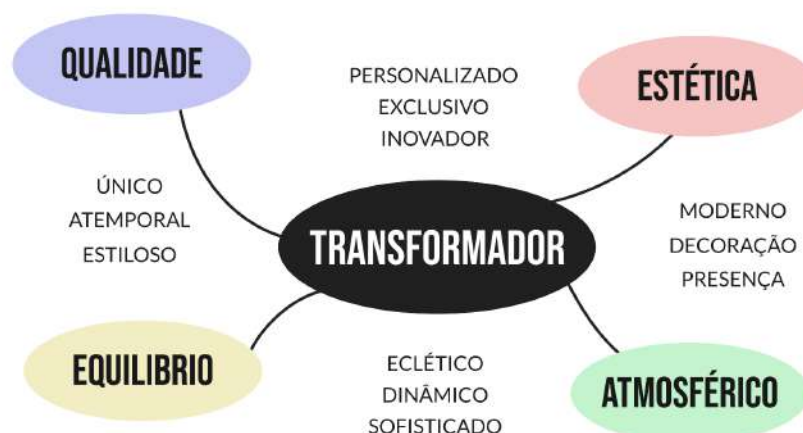 QUALIDADE
PERSONALIZADO
EXCLUSIVO
INOVADOR
ESTÉTICA
ÚNICO
ATEMPORAL
ESTILOSO
TRANSFORMADOR
MODERNO
DECORAÇÃO
PRESENÇA
EQUILIBRIO
ECLÉTICO
DINÂMICO
SOFISTICADO
ATMOSFÉRICO